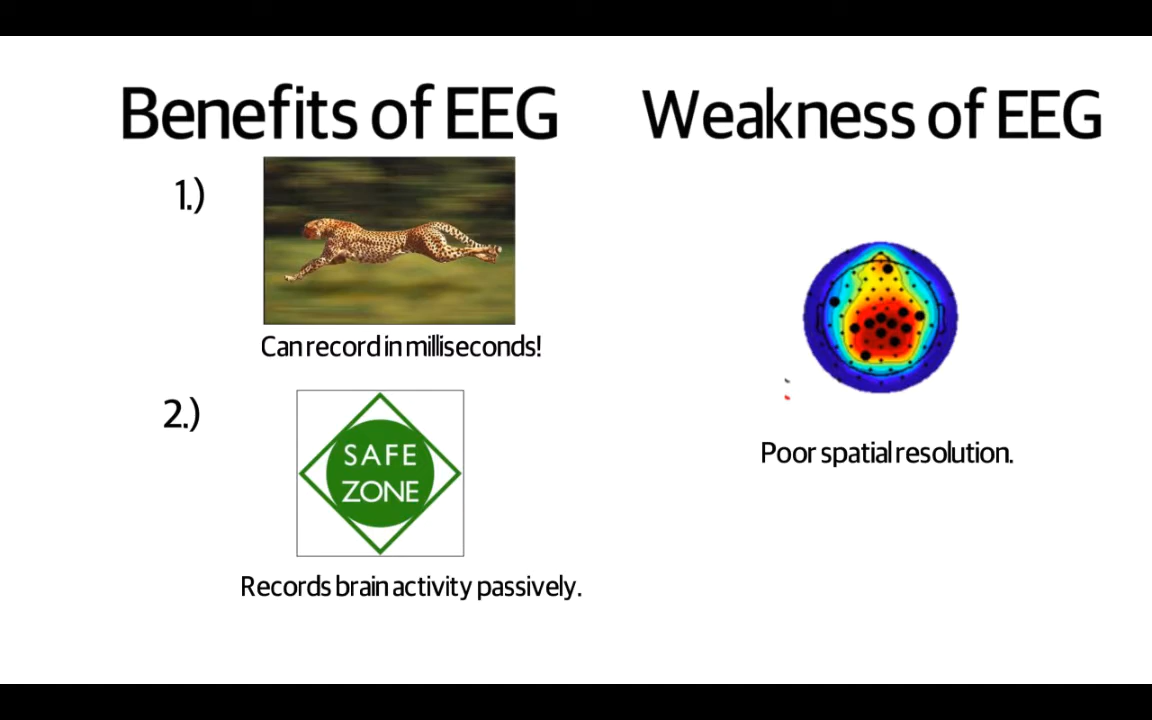 Benefits of EEG
1.)
Can record in milliseconds!
2.)
SAFE
ZONE
Records brain activity passively.
Weakness of EEG
Poor spatial resolution.